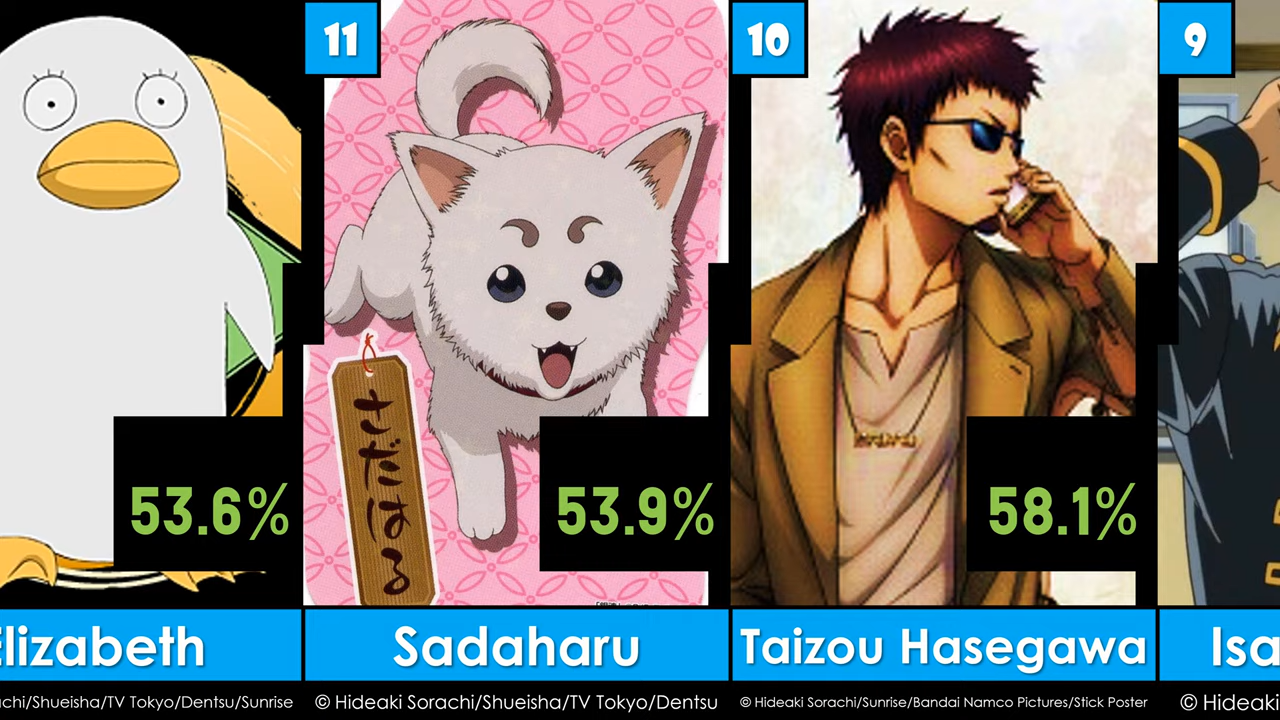 11
10
9
さだはる
53.6%
53.9%
58.1%
Elizabeth
Sadaharu
Taizou Hasegawa
Isa
chi/Shueisha/TV Tokyo/Dentsu/Sunrise
© Hideaki Sorachi/Shueisha/TV Tokyo/Dentsu
© Hideaki Sorachi/Sunrise/Bandai Namco Pictures/Stick Poster
© Hideaki